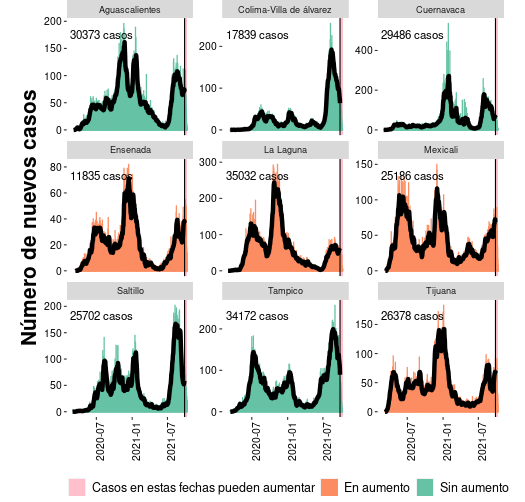 Número de nuevos casos
Aguascalientes
Colima-Villa de álvarez
Cuernavaca
30373 casos
17839 casos
29486 casos
200
150
100
50
0
200
100
0
400
200
0
Ensenada
La Laguna
Mexicali
11835 casos
35032 casos
25186 casos
80
60
40
20
0
300
200
100
0
150
100
50
0
Saltillo
Tampico
Tijuana
25702 casos
34172 casos
26378 casos
200
150
100
50
0
200
100
0
150
100
50
0
2020-07
2021-01
2021-07
2020-07
2021-01
2021-07
2020-07
2021-01
2021-07
Casos en estas fechas pueden aumentar
En aumento
Sin aumento